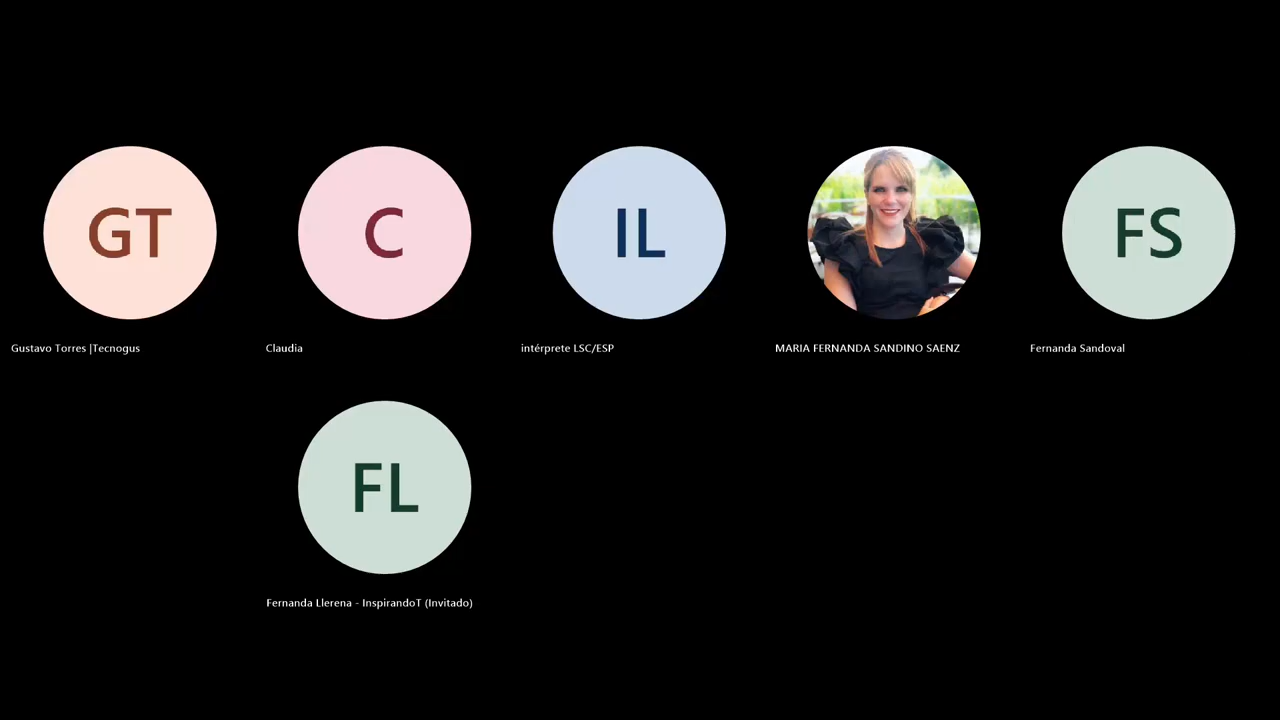 GT
C
IL
FS
Gustavo Torres |Tecnogus
Claudia
intérprete LSC/ESP
MARIA FERNANDA SANDINO SAENZ
Fernanda Sandoval
FL
Fernanda Llerena - InspirandoT (Invitado)